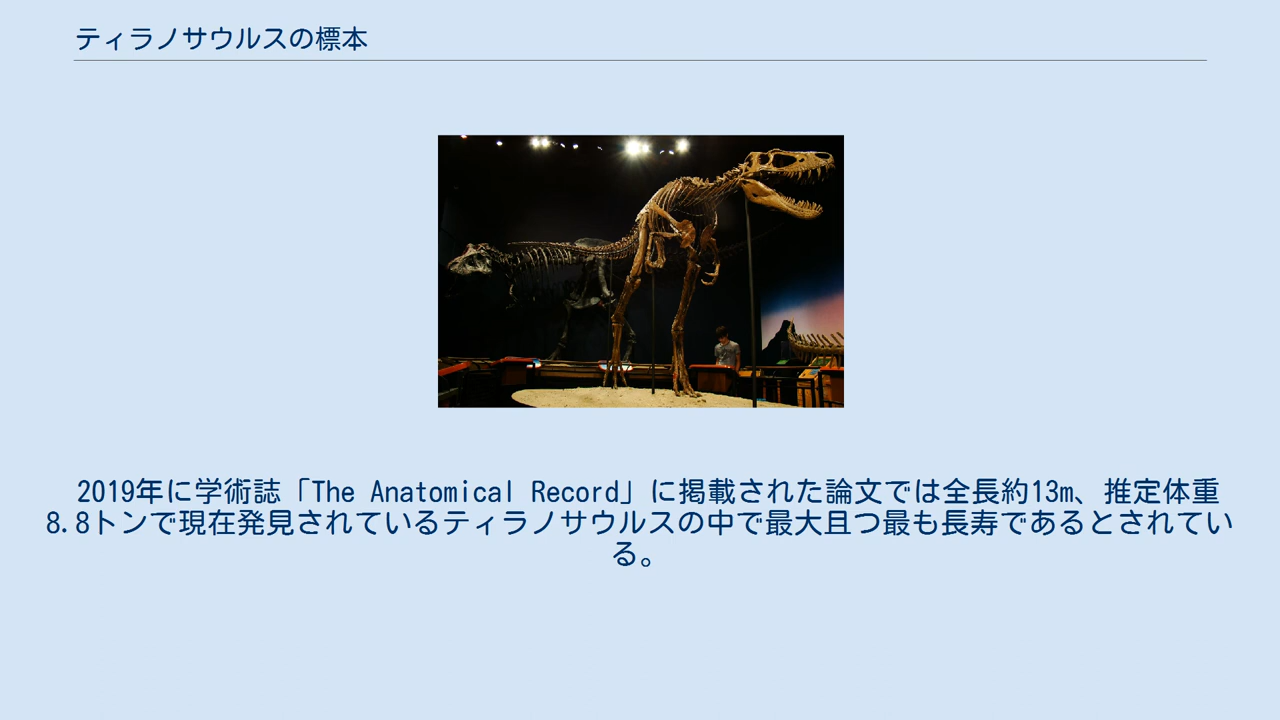 ティラノサウルスの標本
2019年に学術誌「The Anatomical Record」に掲載された論文では全長約13m、推定体重
8.8トンで現在発見されているティラノサウルスの中で最大且つ最も長寿であるとされてい
る。